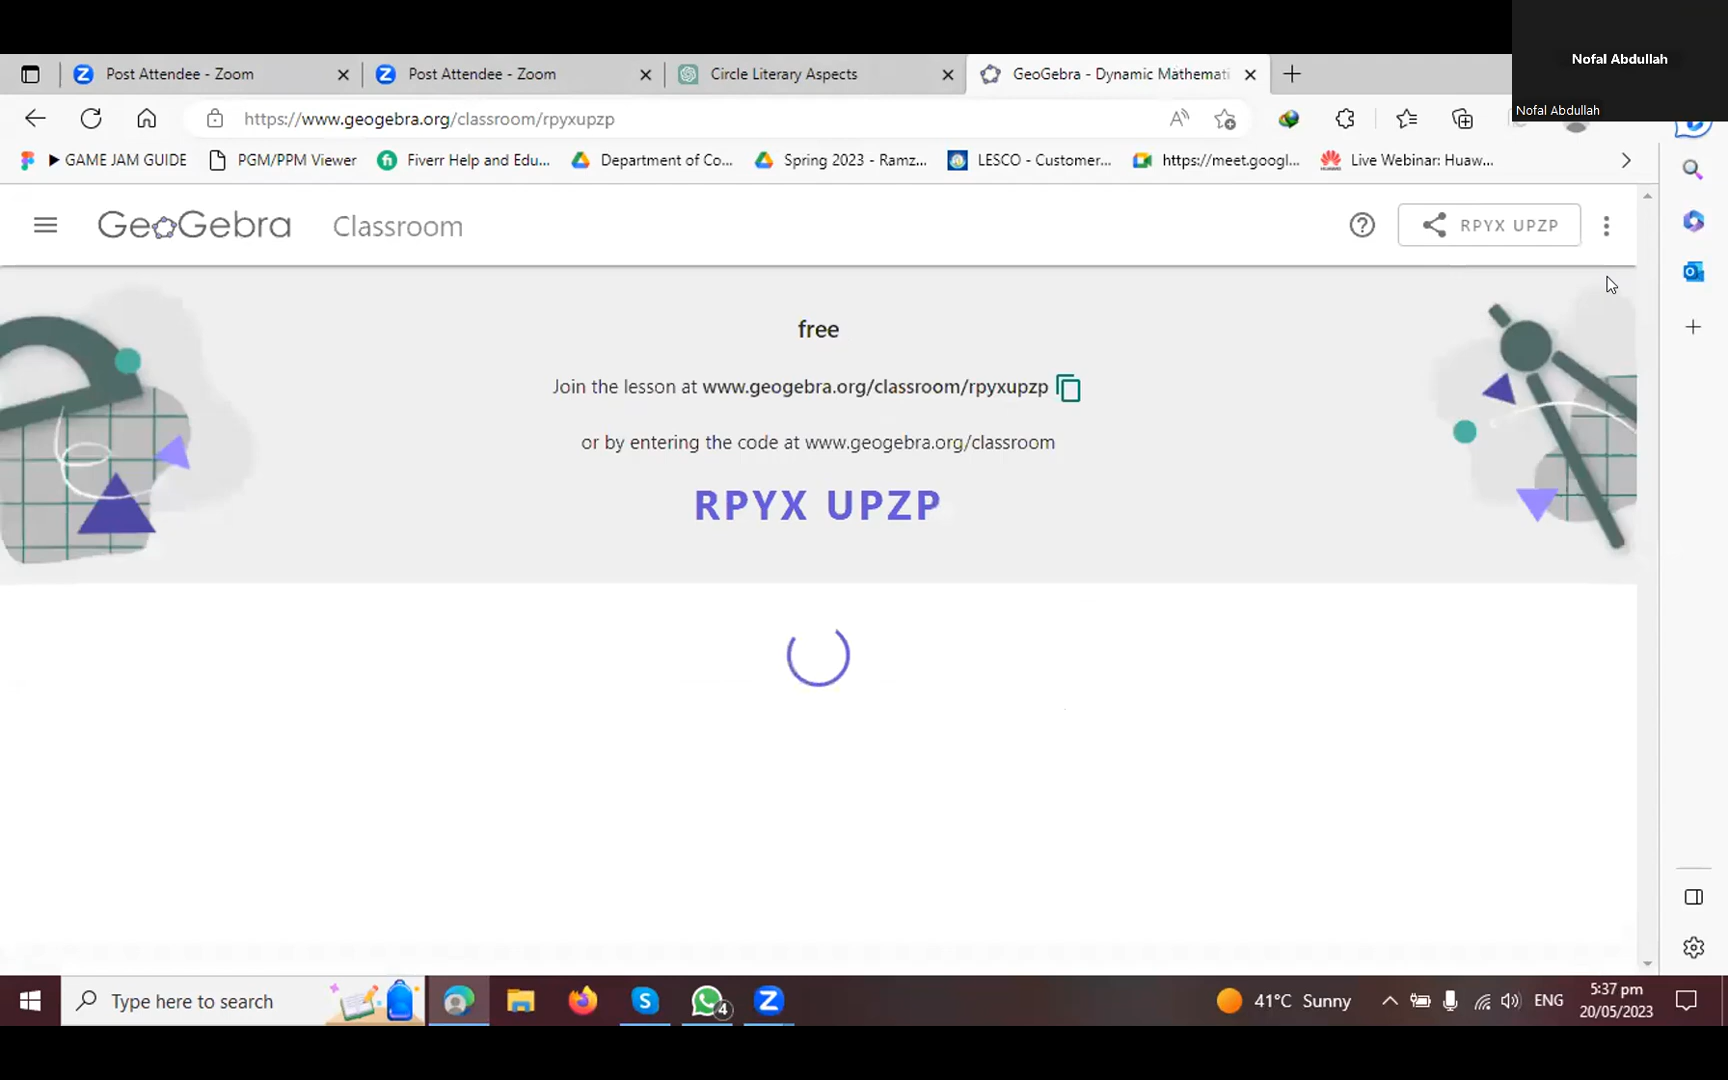 Nofal Abdullah
Nofal Abdullah
Post Attendee - Zoom
Post Attendee - Zoom
Circle Literary Aspects
GeoGebra - Dynamic Mathemati
https://www.geogebra.org/classroom/rpyxupzp
GAME JAM GUIDE
PGM/PPM Viewer
Fiverr Help and Edu...
Department of Co...
Spring 2023 - Ramz...
LESCO - Customer...
https://meet.googl...
Live Webinar: Huaw...
GeoGebra
Classroom
RPYX UPZP
free
Join the lesson at www.geogebra.org/classroom/rpyxupzp
or by entering the code at www.geogebra.org/classroom
RPYX UPZP
Type here to search
4
41°C Sunny
ENG
5:37 pm
20/05/2023